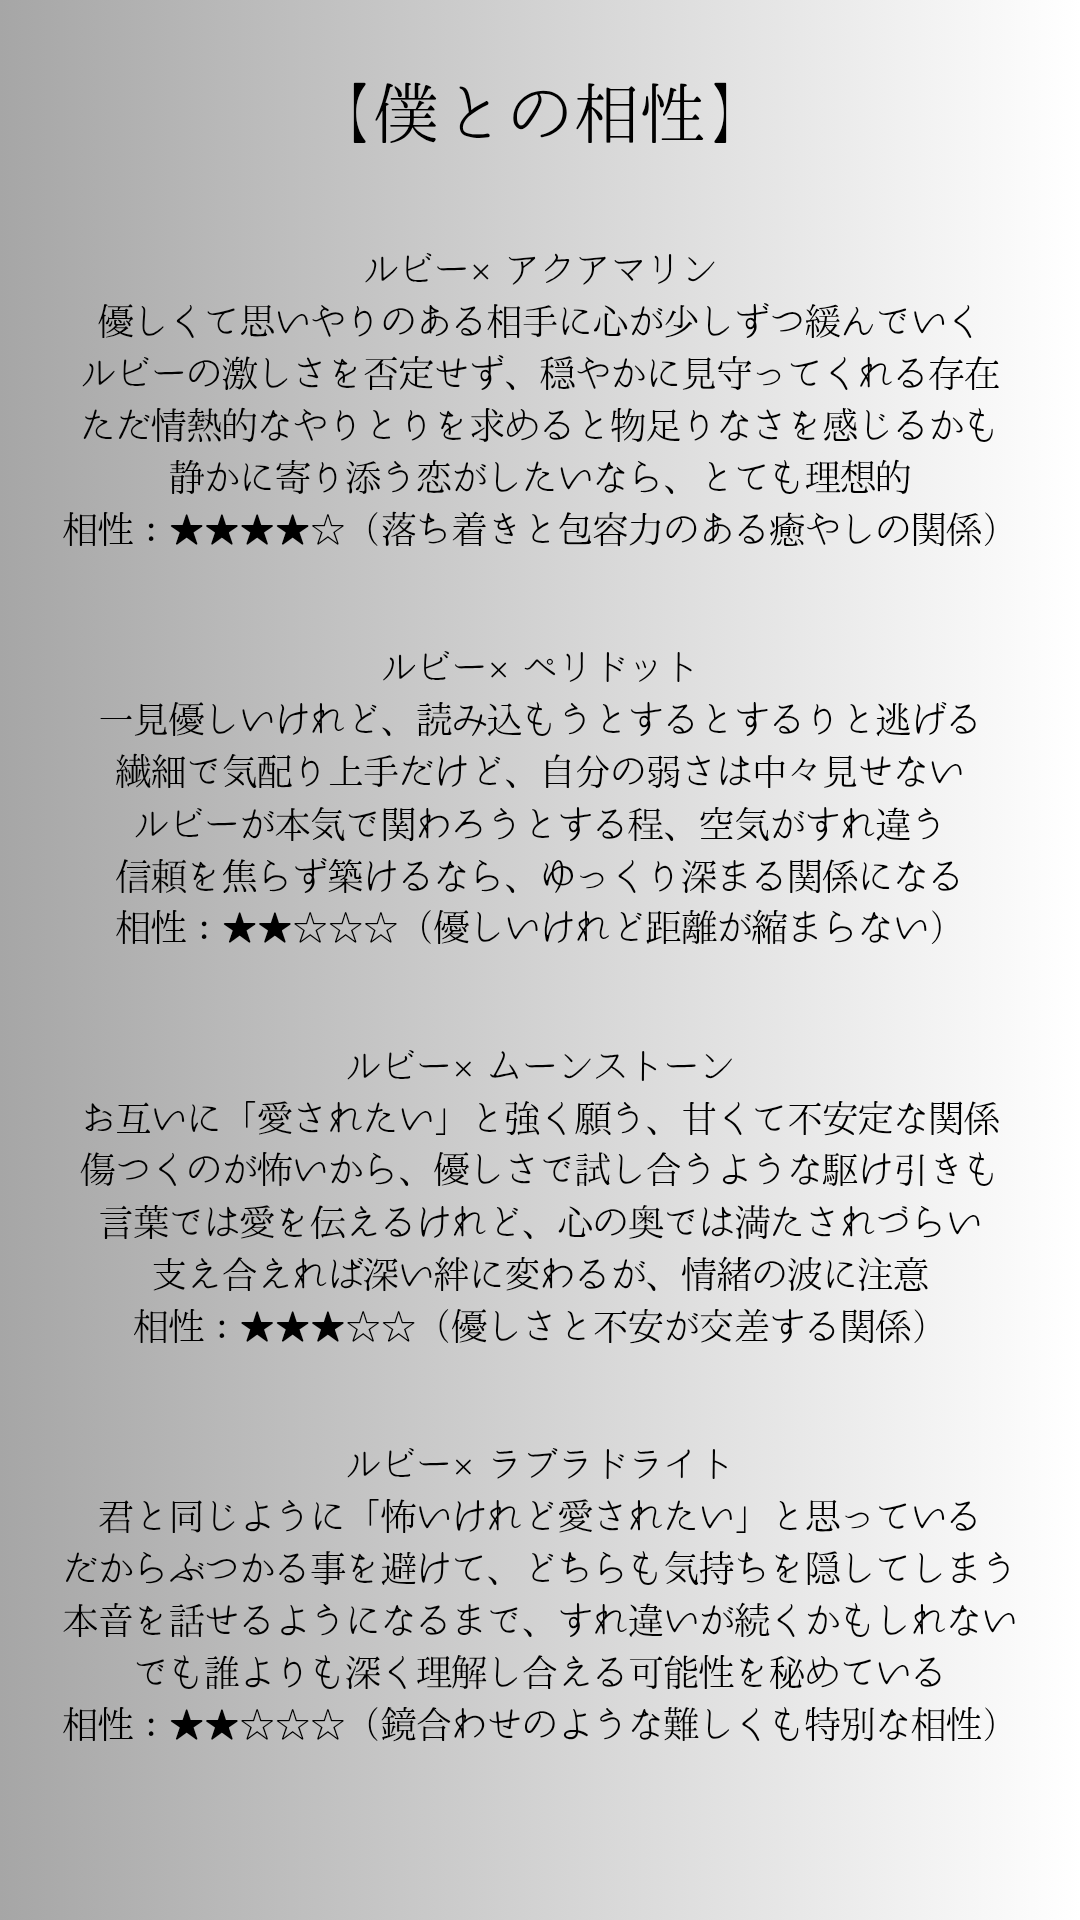 【僕との相性】
ルビー× アクアマリン
優しくて思いやりのある相手に心が少しずつ緩んでいく
ルビーの激しさを否定せず、穏やかに見守ってくれる存在
ただ情熱的なやりとりを求めると物足りなさを感じるかも
静かに寄り添う恋がしたいなら、とても理想的
相性：★★★★☆（落ち着きと包容力のある癒やしの関係）
ルビー× ペリドット
一見優しいけれど、読み込もうとするとするりと逃げる
繊細で気配り上手だけど、自分の弱さは中々見せない
ルビーが本気で関わろうとする程、空気がすれ違う
信頼を焦らず築けるなら、ゆっくり深まる関係になる
相性：★★☆☆☆（優しいけれど距離が縮まらない）
ルビー× ムーンストーン
お互いに「愛されたい」と強く願う、甘くて不安定な関係
傷つくのが怖いから、優しさで試し合うような駆け引きも
言葉では愛を伝えるけれど、心の奥では満たされづらい
支え合えれば深い絆に変わるが、情緒の波に注意
相性：★★★☆☆（優しさと不安が交差する関係）
ルビー× ラブラドライト
君と同じように「怖いけれど愛されたい」と思っている
だからぶつかる事を避けて、どちらも気持ちを隠してしまう
本音を話せるようになるまで、すれ違いが続くかもしれない
でも誰よりも深く理解し合える可能性を秘めている
相性：★★☆☆☆（鏡合わせのような難しくも特別な相性）